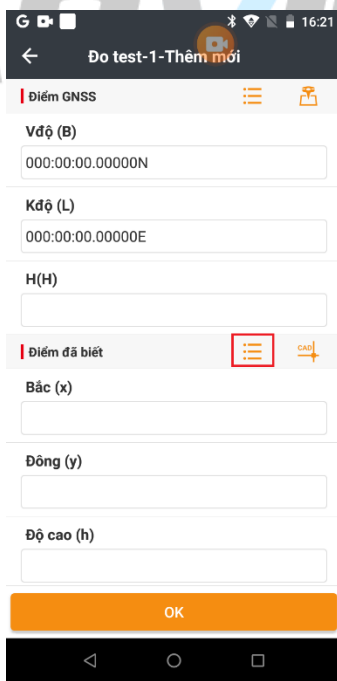 G 16:21
Đo test-1-Thêm mới
Điểm GNSS
Vđộ (B)
000:00:00.00000N
Kđộ (L)
000:00:00.00000E
H(H)
Điểm đã biết
CAD
Bắc (x)
Đông (y)
Độ cao (h)
OK